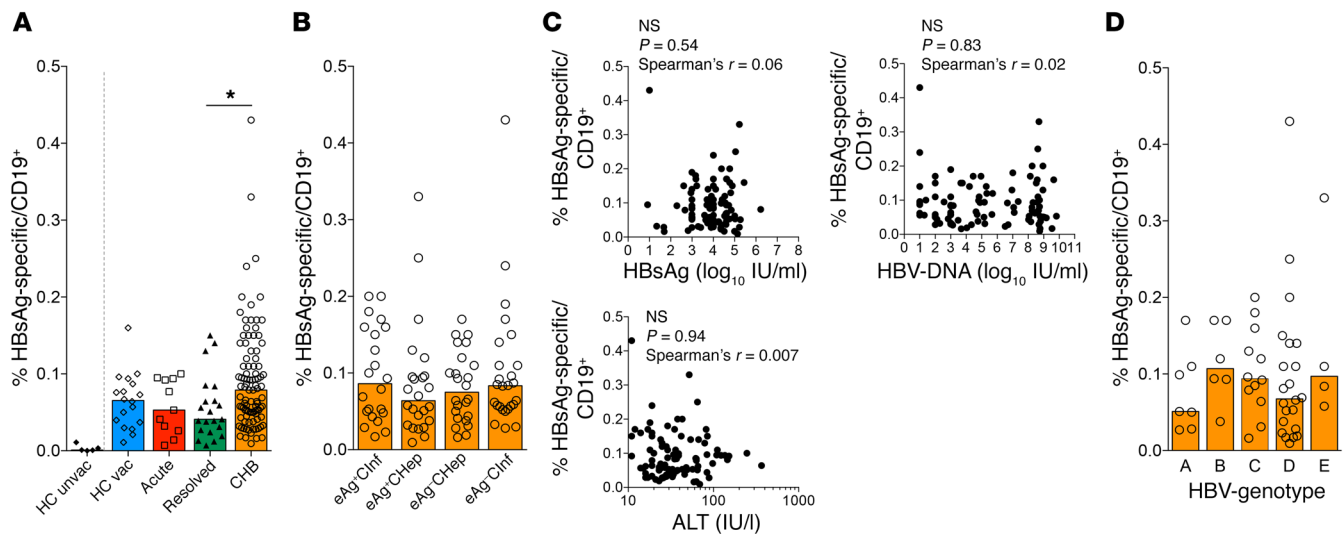 A
% HBsAg-specific/CD19⁺
0.5
0.4
0.3
0.2
0.1
0.0
*
HC unvac
HC vac
Acute
Resolved
CHB
B
% HBsAg-specific/CD19⁺
0.5
0.4
0.3
0.2
0.1
0.0
eAg⁺CInf
eAg⁺CHep
eAg⁻CHep
eAg⁻CInf
C
NS
P = 0.54
Spearman's r = 0.06
% HBsAg-specific/
CD19⁺
0.5
0.4
0.3
0.2
0.1
0.0
0 1 2 3 4 5 6 7 8
HBsAg (log₁₀ IU/ml)
NS
P = 0.83
Spearman's r = 0.02
% HBsAg-specific/
CD19⁺
0.5
0.4
0.3
0.2
0.1
0.0
0 1 2 3 4 5 6 7 8 9 10 11
HBV-DNA (log₁₀ IU/ml)
NS
P = 0.94
Spearman's r = 0.007
% HBsAg-specific/
CD19⁺
0.5
0.4
0.3
0.2
0.1
0.0
10 100 1000
ALT (IU/l)
D
% HBsAg-specific/CD19⁺
0.5
0.4
0.3
0.2
0.1
0.0
A B C D E
HBV-genotype